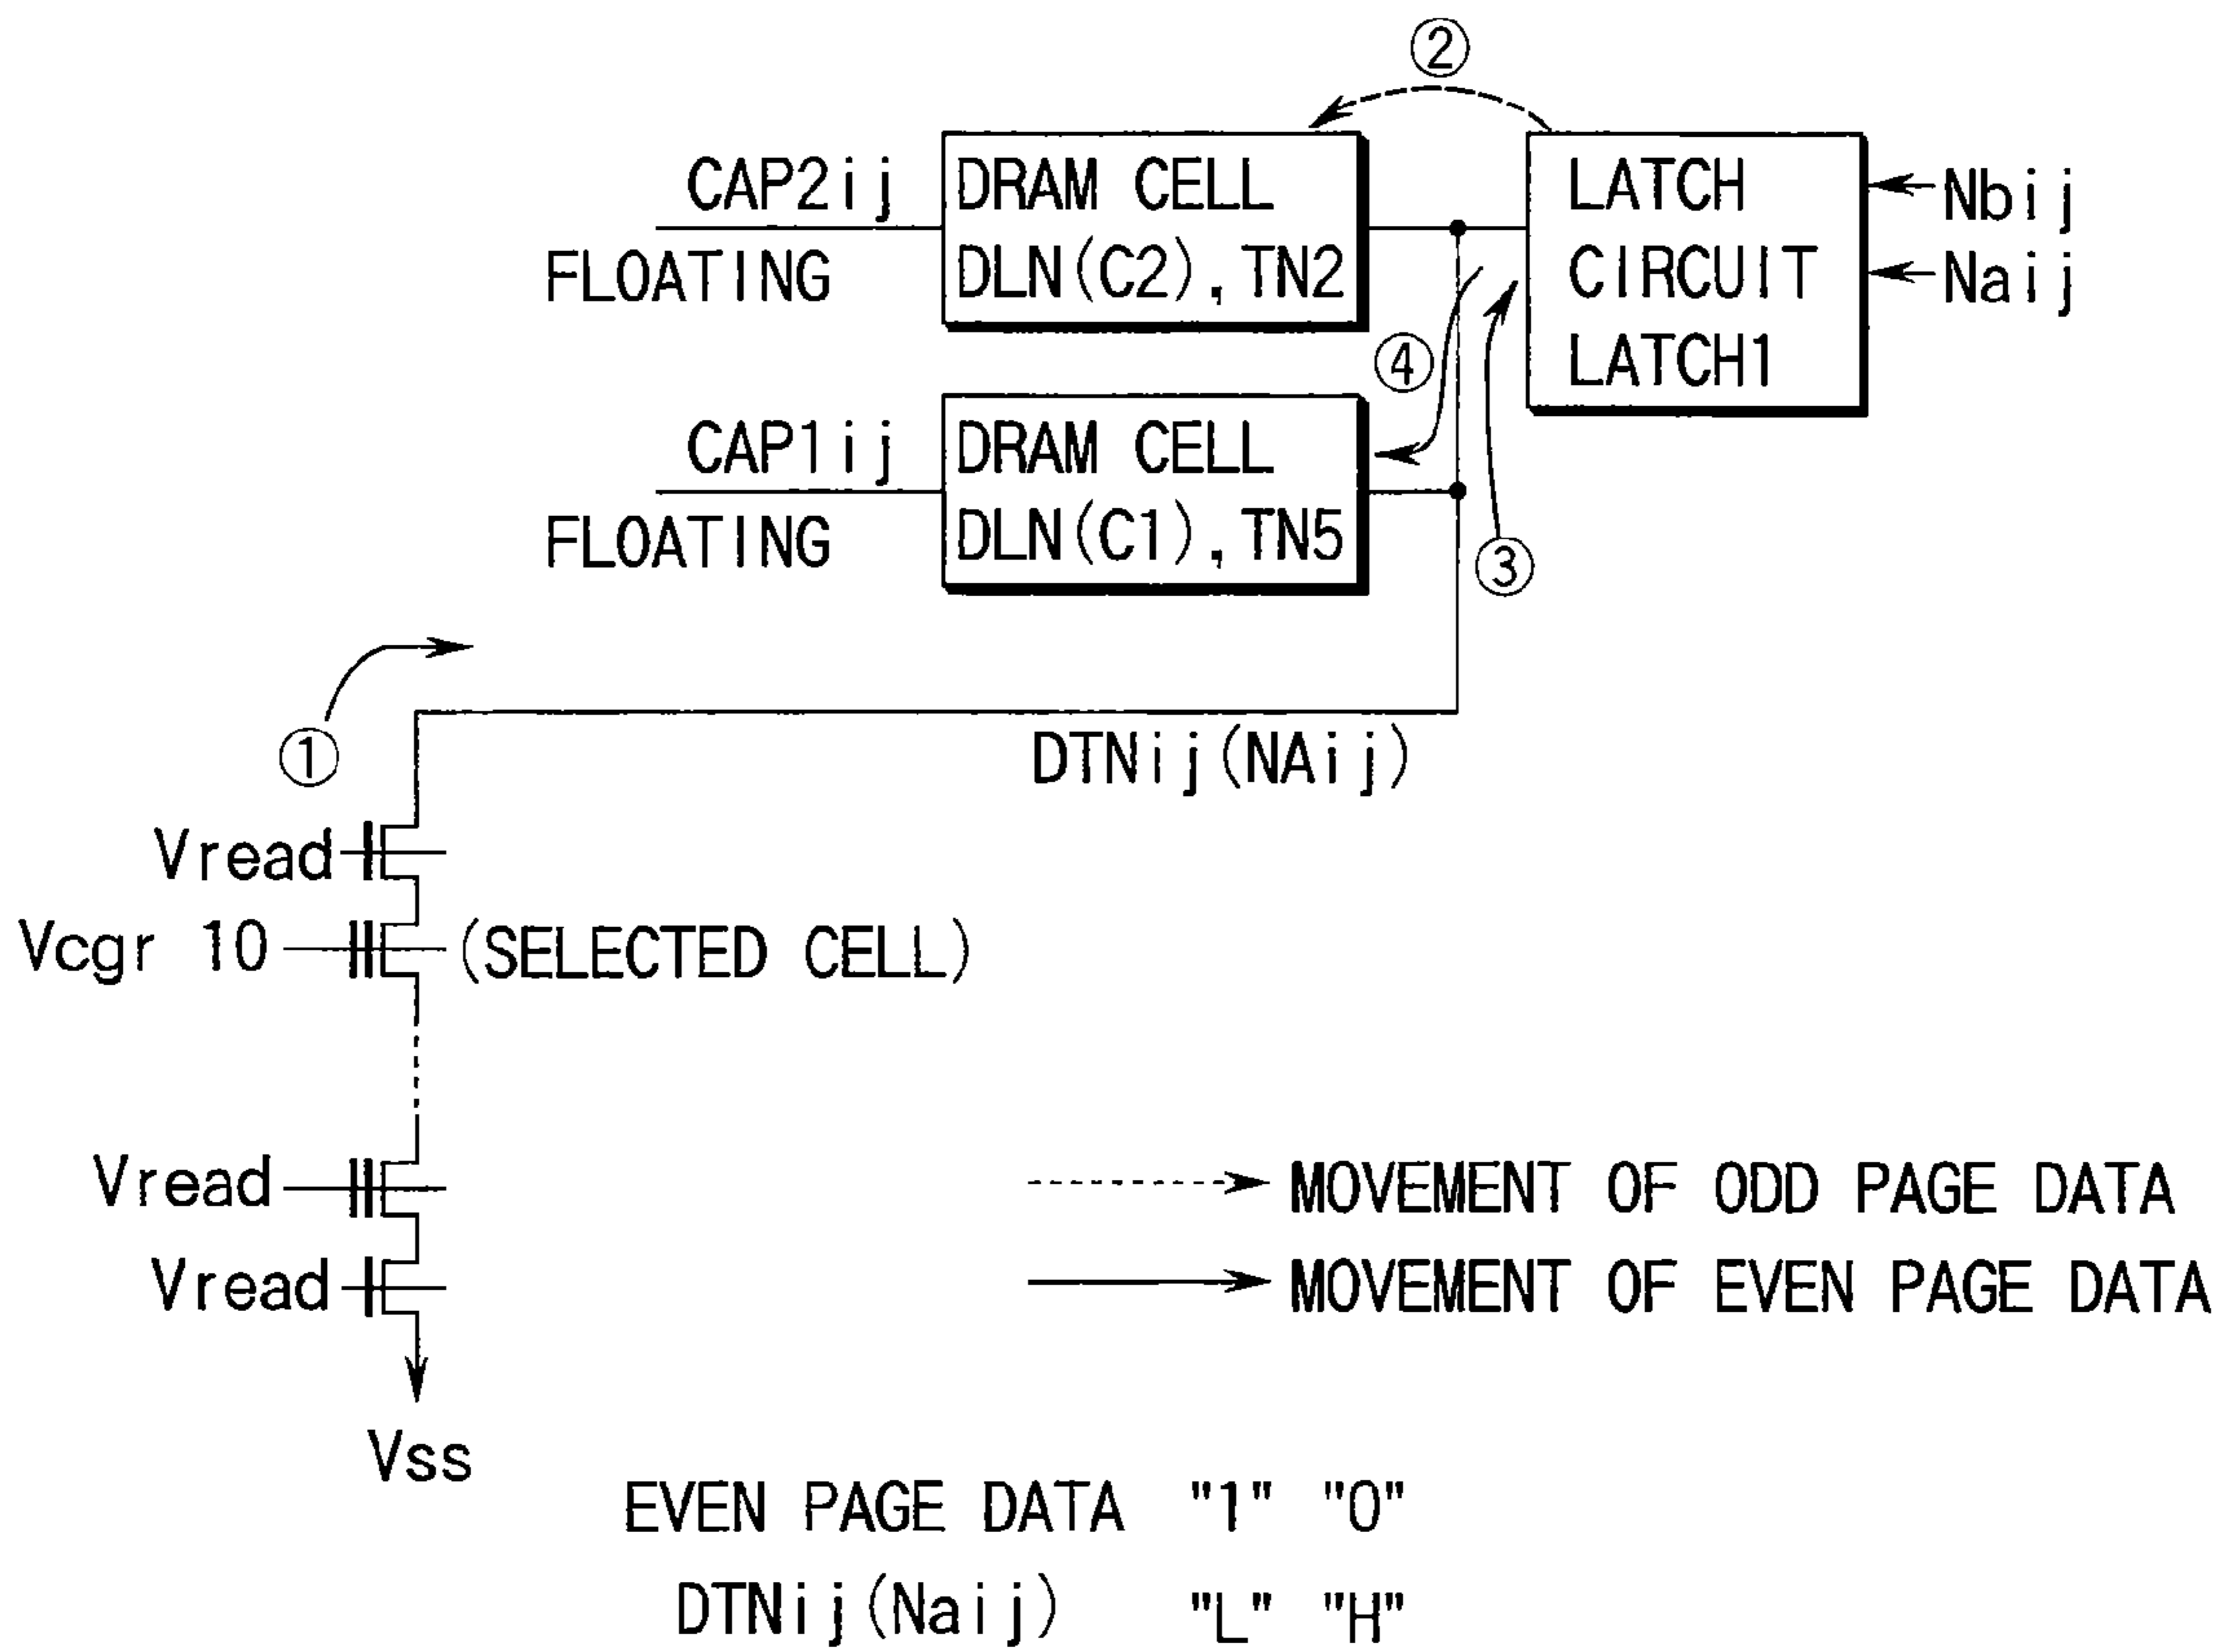 ②
CAP2ij
FLOATING
DRAM CELL
DLN(C2), TN2
LATCH
CIRCUIT
LATCH1
Nbij
Naij
④
CAP1ij
FLOATING
DRAM CELL
DLN(C1), TN5
③
①
DTNij(NAij)
Vread
Vcgr 10
(SELECTED CELL)
Vread
MOVEMENT OF ODD PAGE DATA
Vread
MOVEMENT OF EVEN PAGE DATA
Vss
EVEN PAGE DATA "1" "0"
DTNij(Naij) "L" "H"